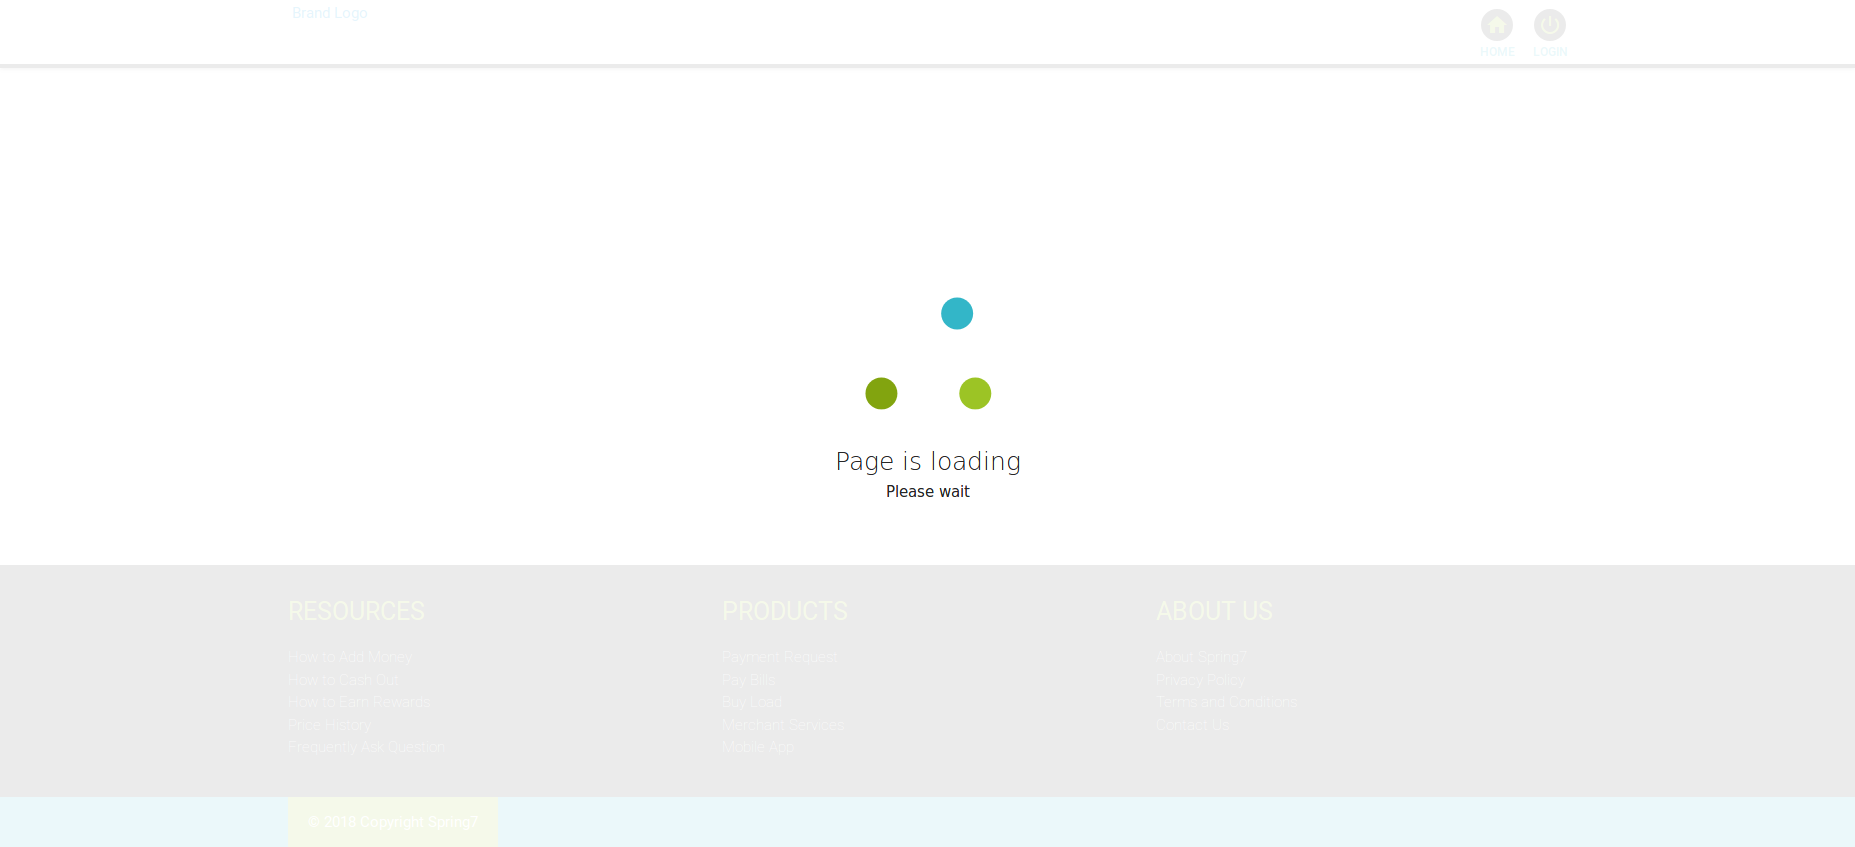 Brand Logo
HOME LOGIN
Page is loading
Please wait
RESOURCES
How to Add Money
How to Cash Out
How to Earn Rewards
Price History
Frequently Ask Question
PRODUCTS
Payment Request
Pay Bills
Buy Load
Merchant Services
Mobile App
ABOUT US
About Spring7
Privacy Policy
Terms and Conditions
Contact Us
© 2018 Copyright Spring7